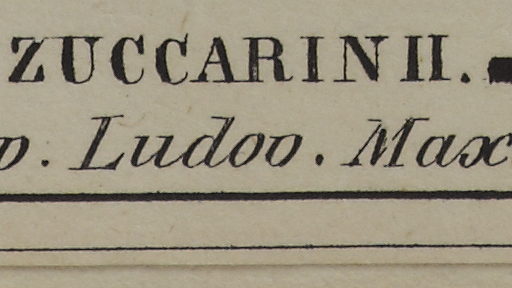 ZUCCARINII.
. Ludov. Max